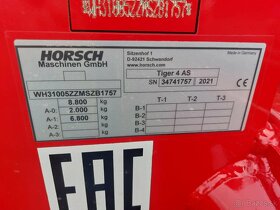 WH31005ZZMSZB1757*
HORSCH
Maschinen GmbH
Sitzenhof 1
D-92421 Schwandorf
www.horsch.com
Made in Germany
Tiger 4 AS
SN 34741757 2021
WH31005ZZMSZB1757
8.800 kg
A-0: 2.000 kg
A-1: 6.800 kg
A-2: kg
A-3: kg
T-1 T-2 T-3
B-1
B-2
B-3
B-4
EAC